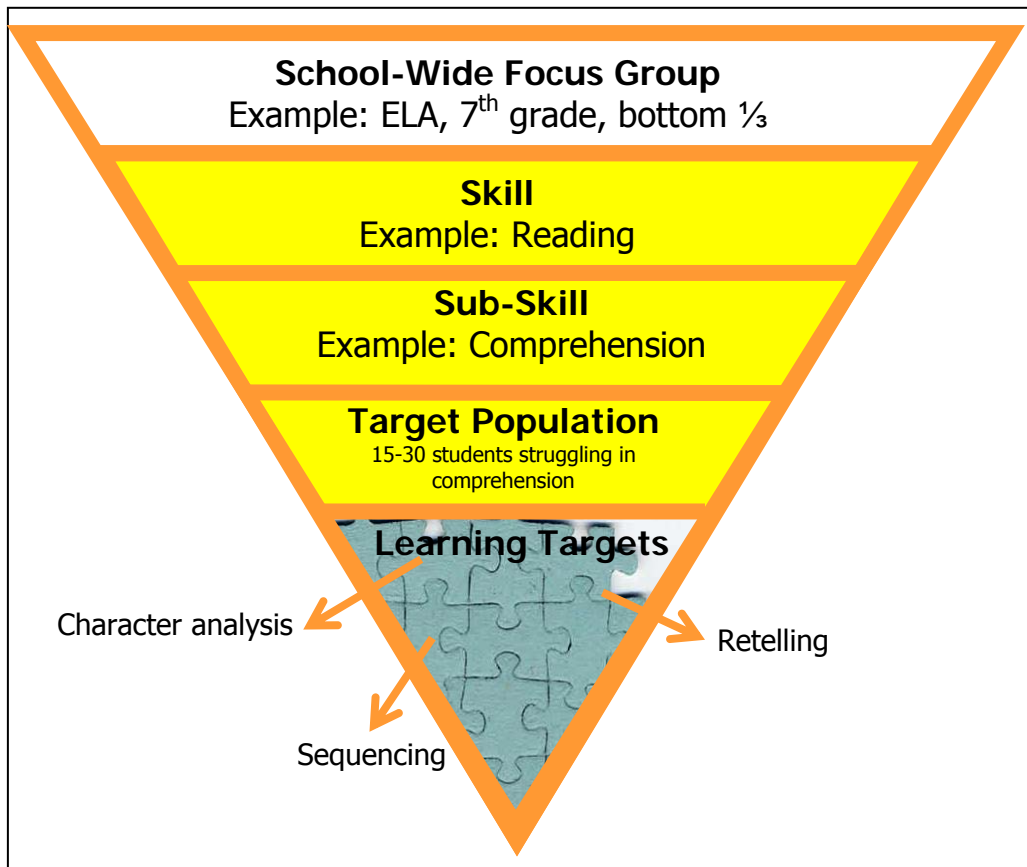 School-Wide Focus Group
Example: ELA, 7th grade, bottom ⅓
Skill
Example: Reading
Sub-Skill
Example: Comprehension
Target Population
15-30 students struggling in
comprehension
Learning Targets
Character analysis
Retelling
Sequencing